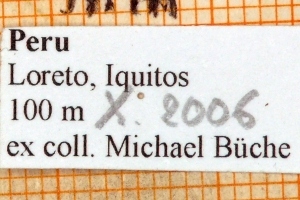 Peru
Loreto, Iquitos
100 m X. 2006
ex coll. Michael Büche